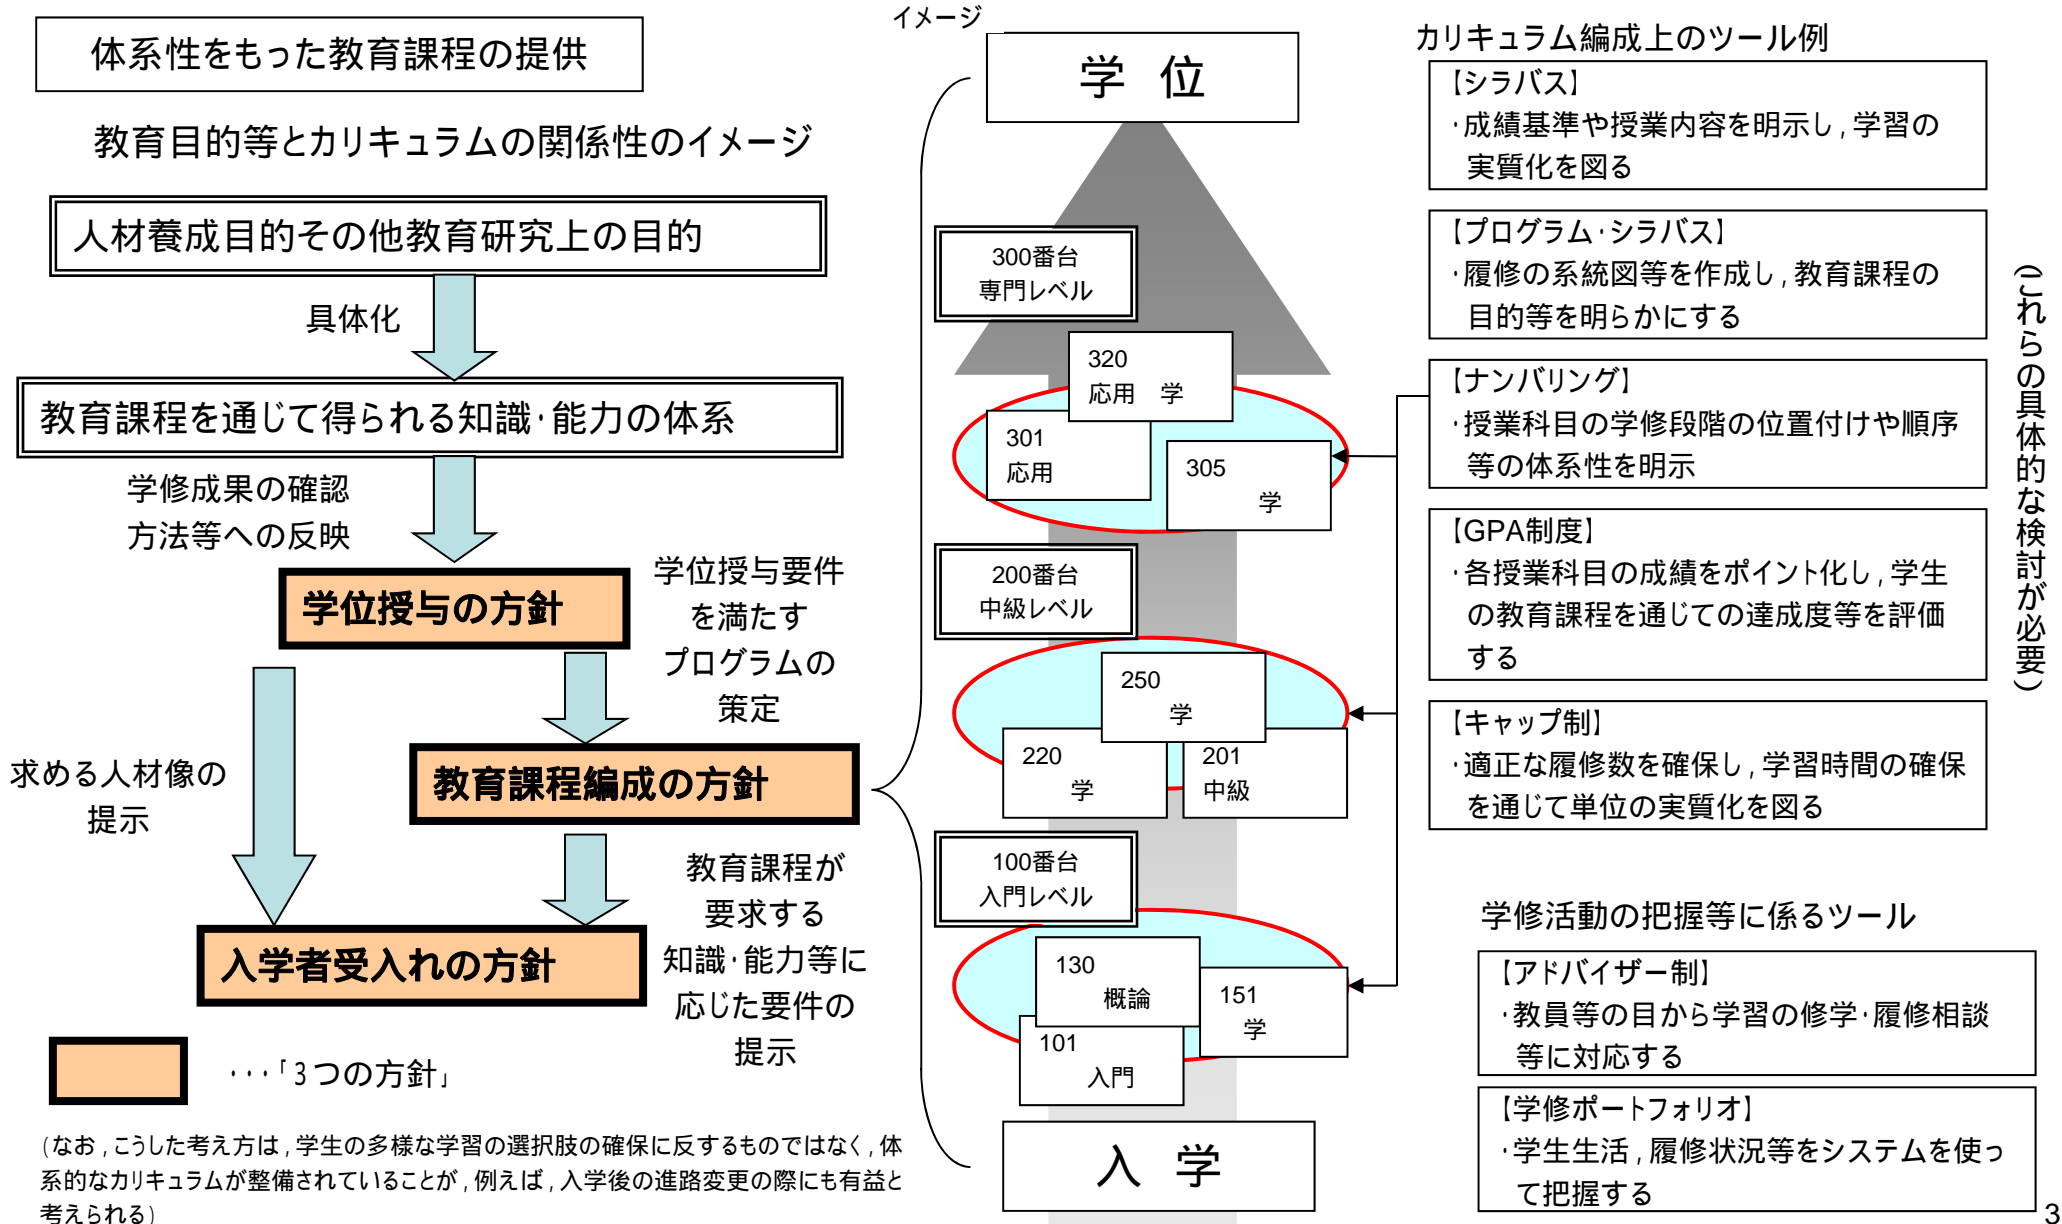 体系性をもった教育課程の提供
教育目的等とカリキュラムの関係性のイメージ
人材養成目的その他教育研究上の目的
具体化
教育課程を通じて得られる知識・能力の体系
学修成果の確認
方法等への反映
学位授与の方針
学位授与要件
を満たす
プログラムの
策定
教育課程編成の方針
求める人材像の
提示
教育課程が
要求する
知識・能力等に
応じた要件の
提示
入学者受入れの方針
・・・「3つの方針」
(なお,こうした考え方は,学生の多様な学習の選択肢の確保に反するものではなく,体
系的なカリキュラムが整備されていることが,例えば,入学後の進路変更の際にも有益と
考えられる)
イメージ
学 位
300番台
専門レベル
320
応用 学
301
応用
305
学
200番台
中級レベル
250
学
220
学
201
中級
100番台
入門レベル
130
概論
151
学
101
入門
入 学
カリキュラム編成上のツール例
【シラバス】
・成績基準や授業内容を明示し,学習の
実質化を図る
【プログラム・シラバス】
・履修の系統図等を作成し,教育課程の
目的等を明らかにする
【ナンバリング】
・授業科目の学修段階の位置付けや順序
等の体系性を明示
【GPA制度】
・各授業科目の成績をポイント化し,学生
の教育課程を通じての達成度等を評価
する
【キャップ制】
・適正な履修数を確保し,学習時間の確保
を通じて単位の実質化を図る
(これらの具体的な検討が必要)
学修活動の把握等に係るツール
【アドバイザー制】
・教員等の目から学習の修学・履修相談
等に対応する
【学修ポートフォリオ】
・学生生活,履修状況等をシステムを使っ
て把握する
3